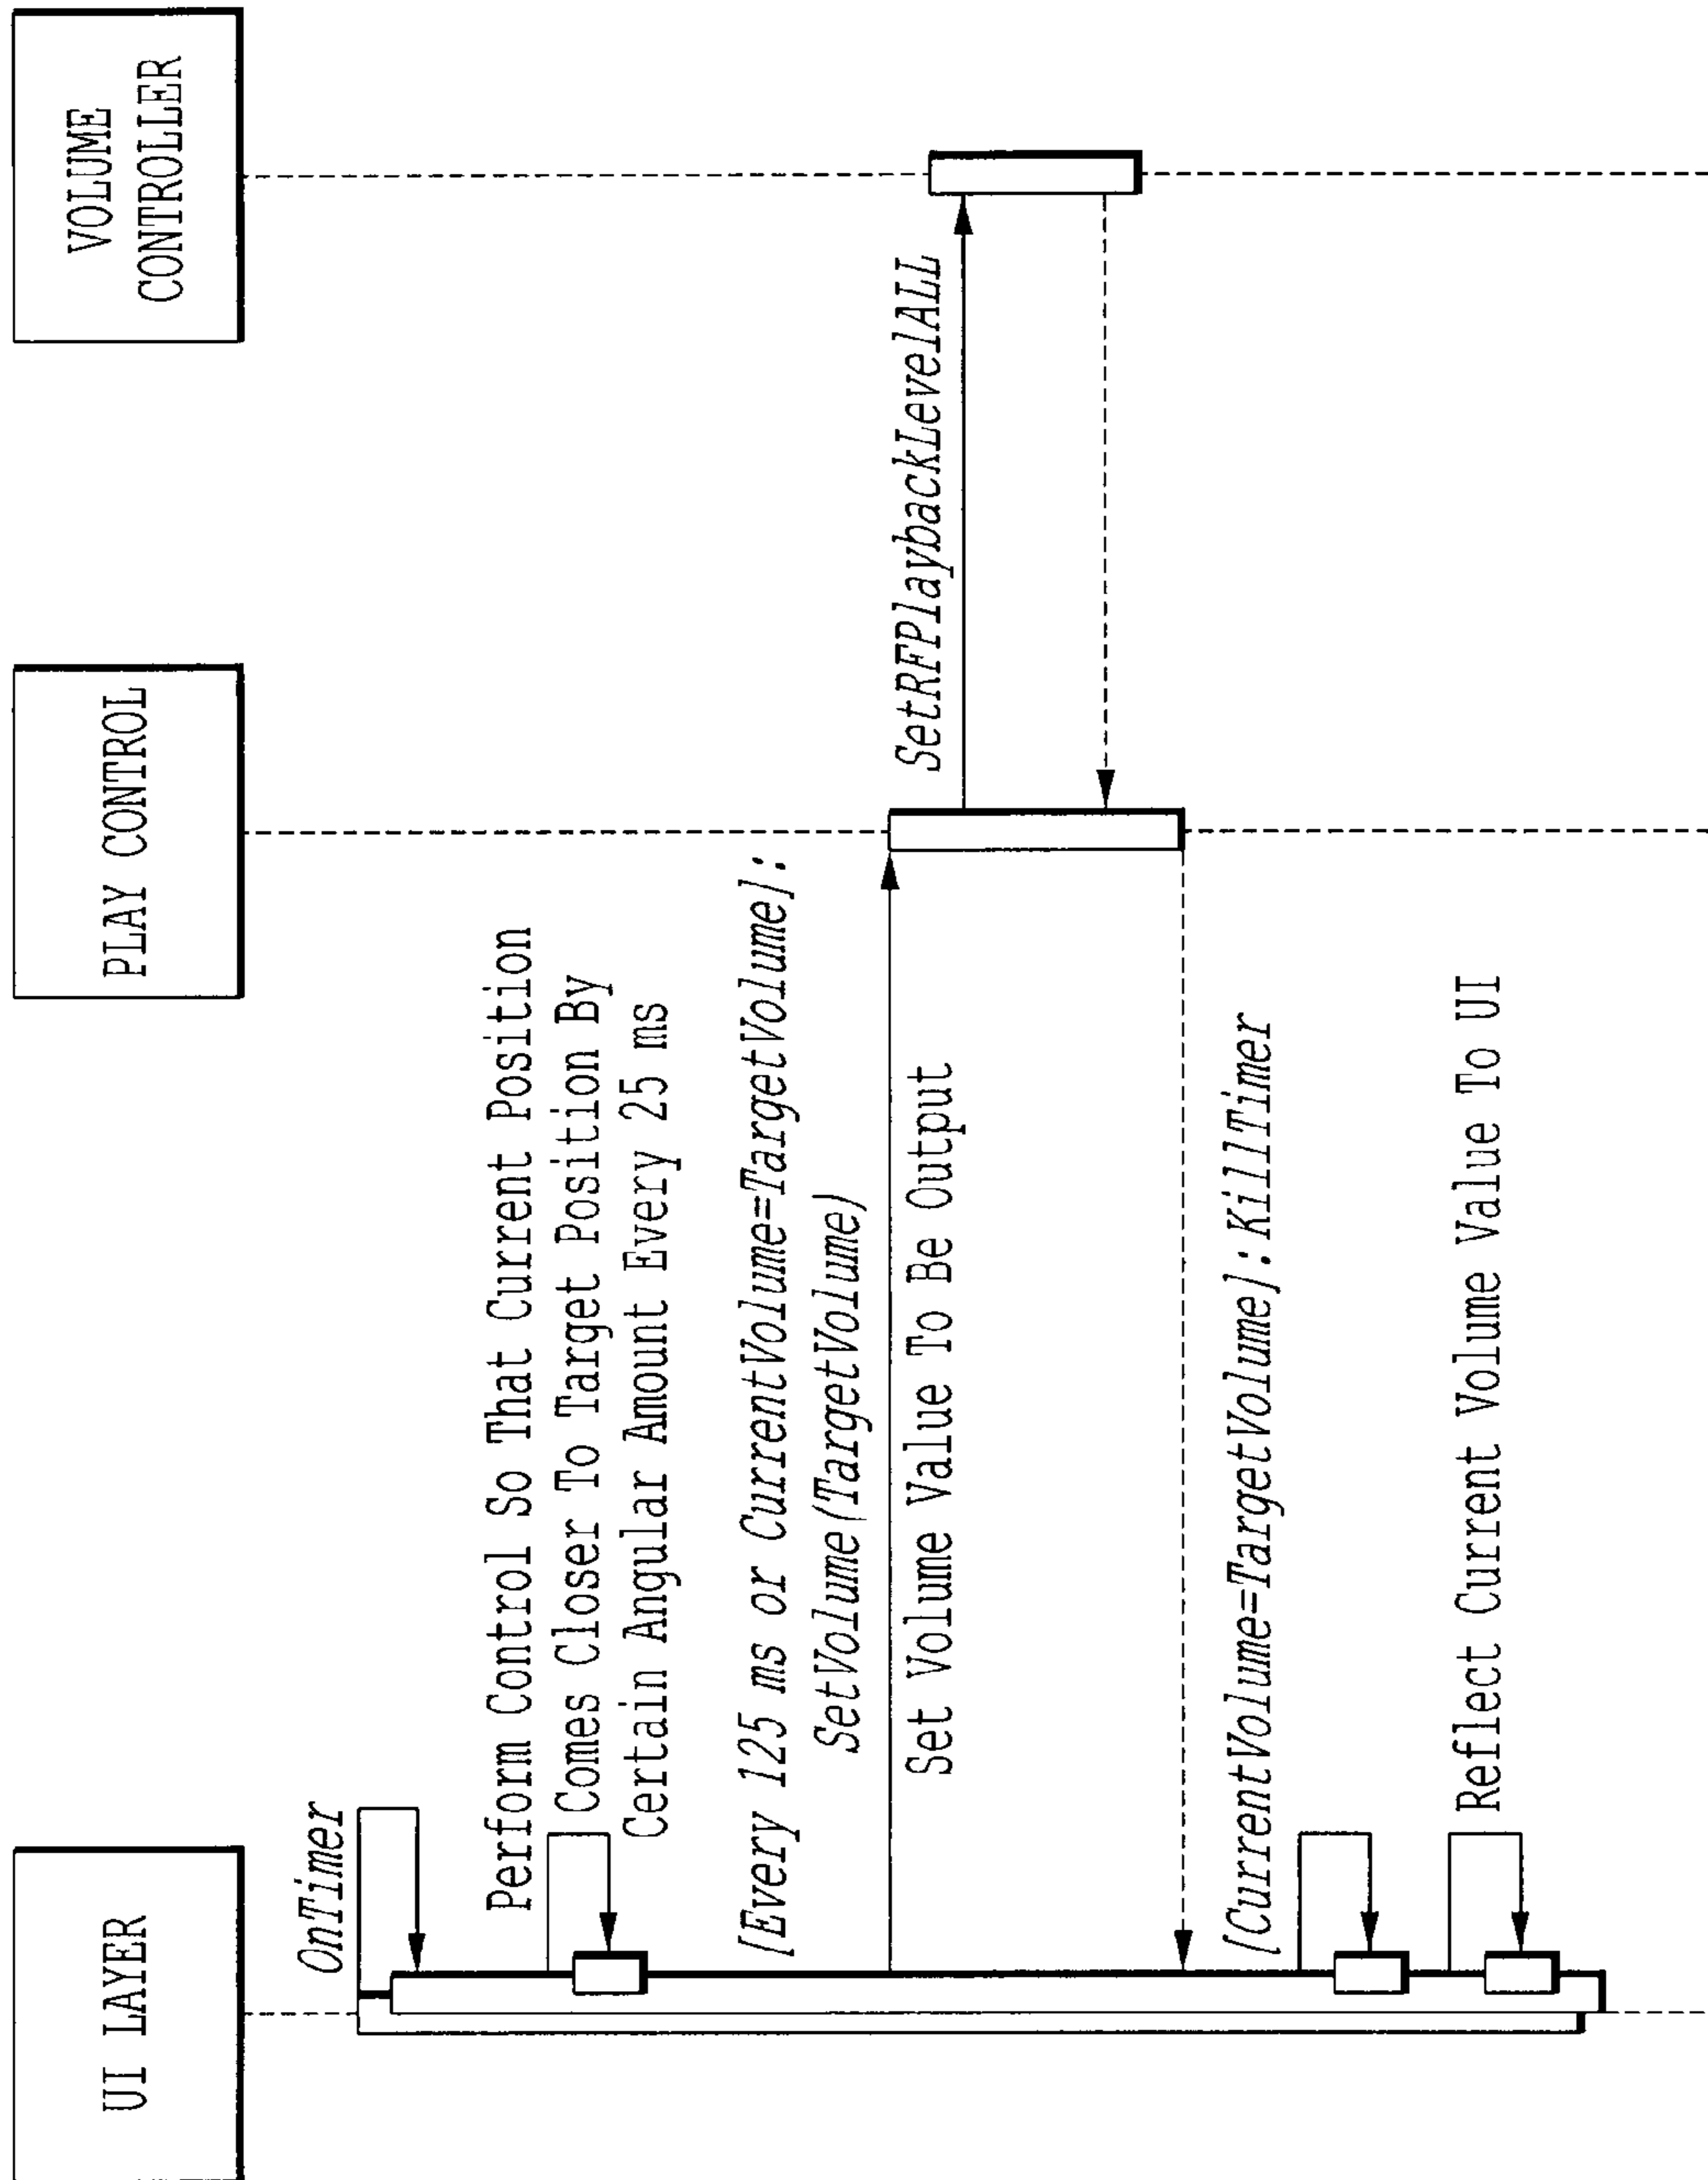 UI LAYER
PLAY CONTROL
VOLUME
CONTROLLER
OnTimer
Perform Control So That Current Position
Comes Closer To Target Position By
Certain Angular Amount Every 25 ms
[Every 125 ms or CurrentVolume=TargetVolume]:
SetVolume(TargetVolume)
Set Volume Value To Be Output
SetRFPlaybackLevelALL
[CurrentVolume=TargetVolume]:KillTimer
Reflect Current Volume Value To UI